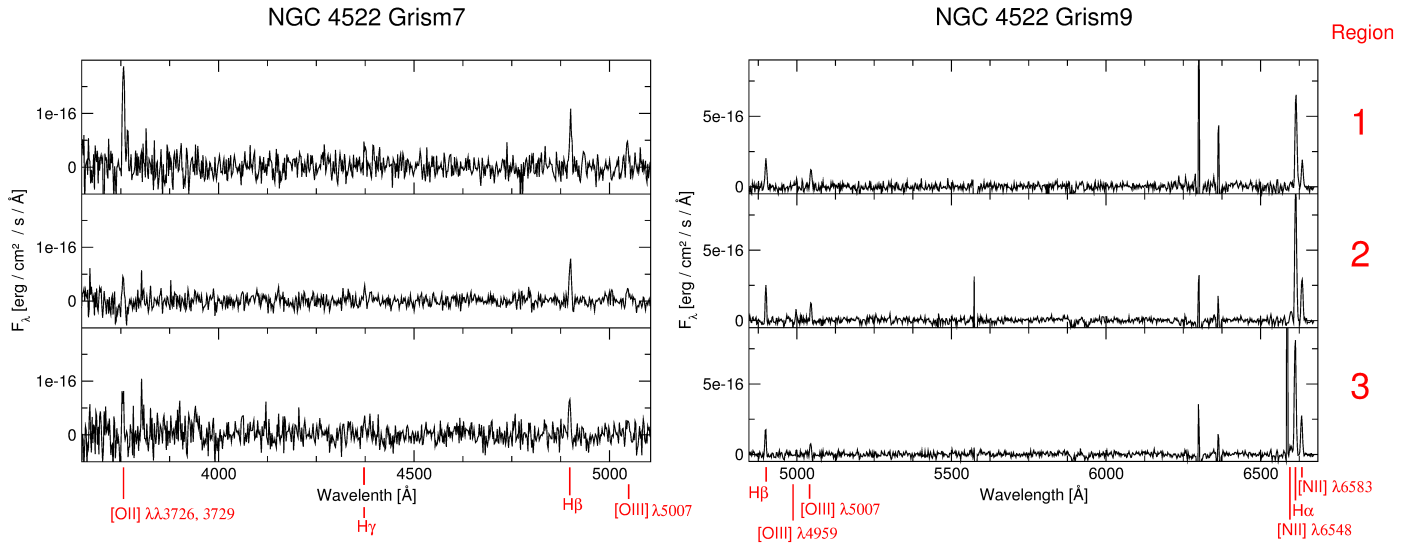 NGC 4522 Grism7
NGC 4522 Grism9
Region
1e-16
0
1e-16
0
1e-16
0
F λ [erg / cm² / s / Å]
4000
4500
5000
Wavelenth [Å]
[OII] λλ3726, 3729
Hγ
Hβ
[OIII] λ5007
5e-16
0
5e-16
0
5e-16
0
F λ [erg / cm² / s / Å]
5000
5500
6000
6500
Wavelength [Å]
Hβ
[OIII] λ5007
[OIII] λ4959
[NII] λ6583
Hα
[NII] λ6548
1
2
3